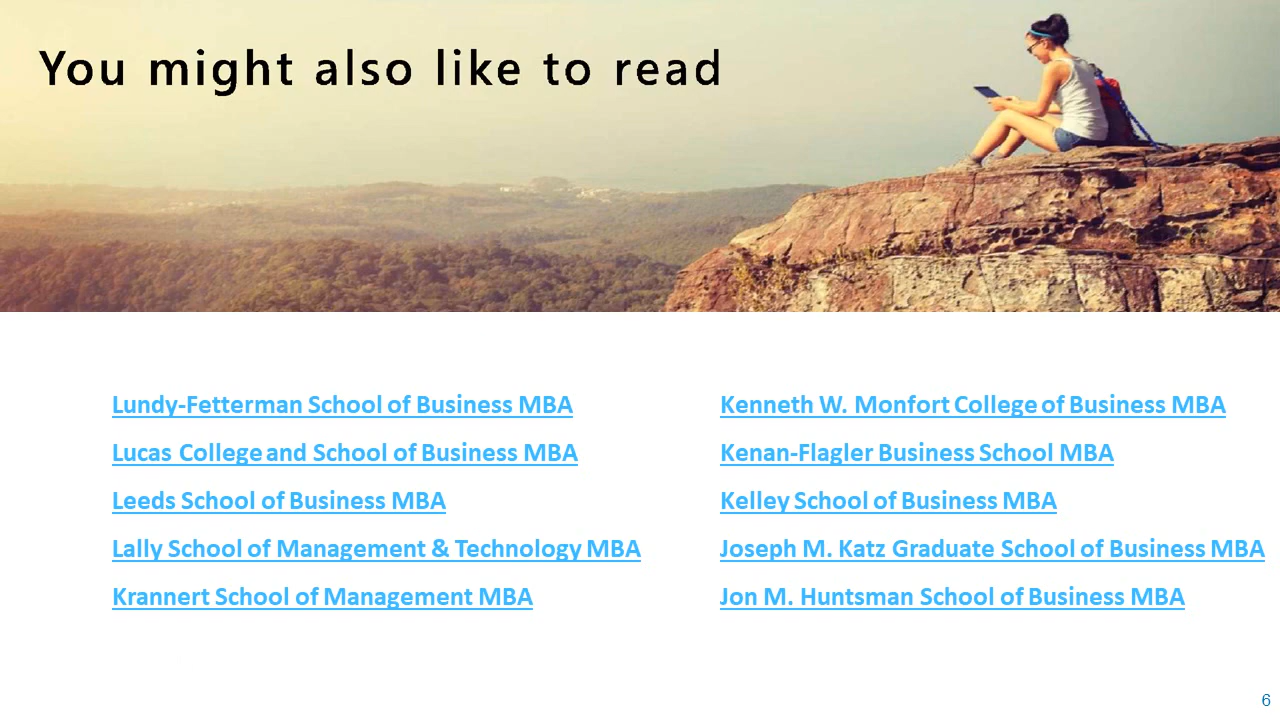 You might also like to read
Lundy-Fetterman School of Business MBA
Lucas College and School of Business MBA
Leeds School of Business MBA
Lally School of Management & Technology MBA
Krannert School of Management MBA
Kenneth W. Monfort College of Business MBA
Kenan-Flagler Business School MBA
Kelley School of Business MBA
Joseph M. Katz Graduate School of Business MBA
Jon M. Huntsman School of Business MBA
6